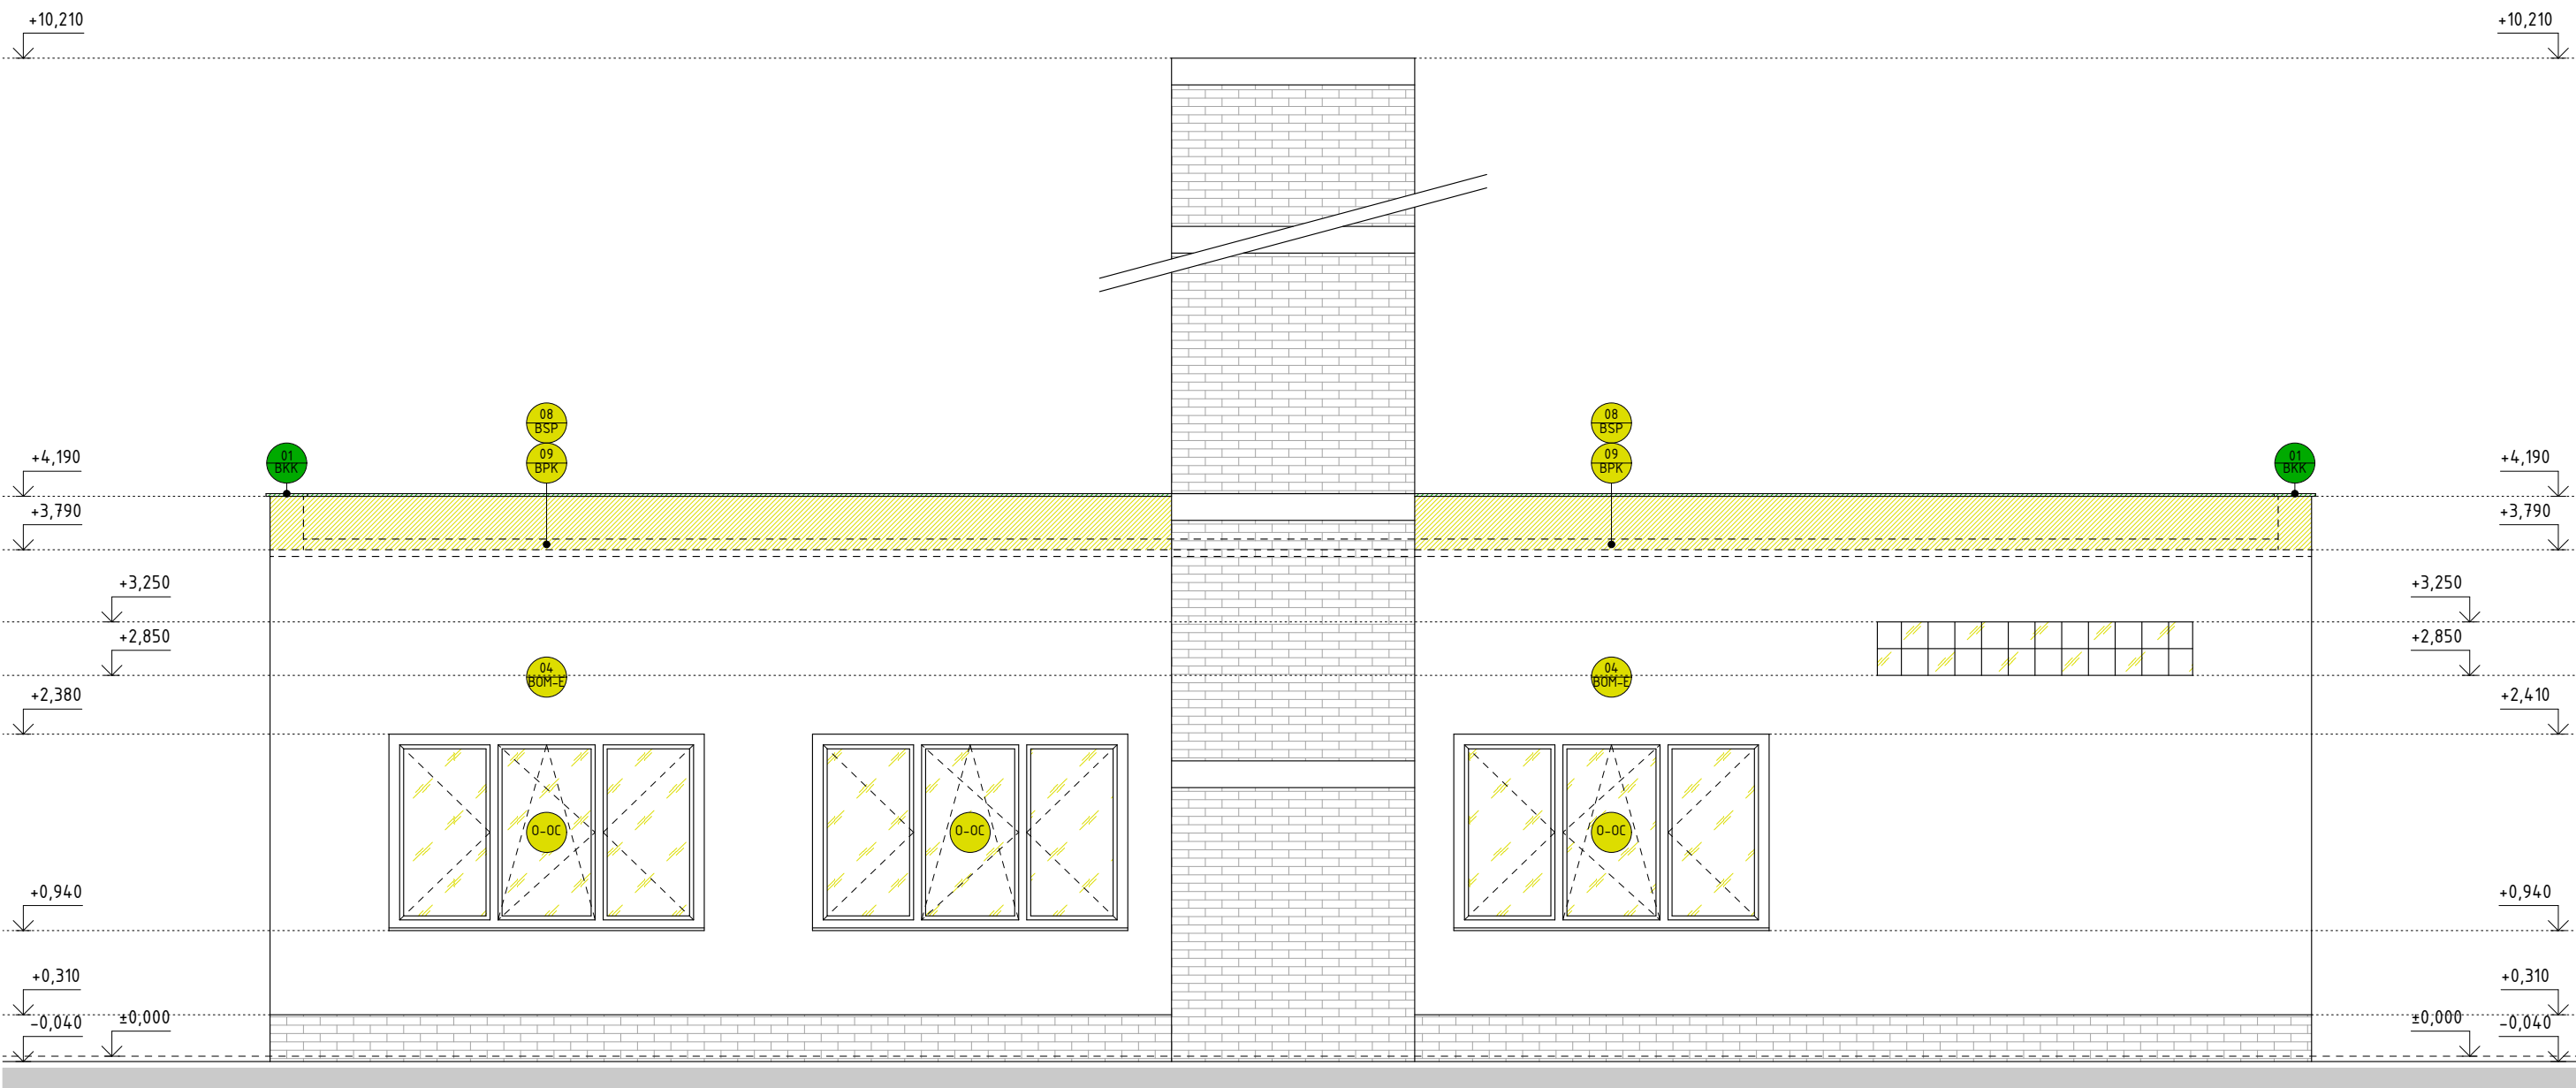 +10,210
+10,210
08
BSP
08
BSP
01
BKK
09
BPK
09
BPK
01
BKK
+4,190
+4,190
+3,790
+3,790
+3,250
+3,250
+2,850
+2,850
04
BOM-E
04
BOM-E
+2,380
+2,410
O-OC
O-OC
O-OC
+0,940
+0,940
+0,310
+0,310
-0,040
±0,000
±0,000
-0,040